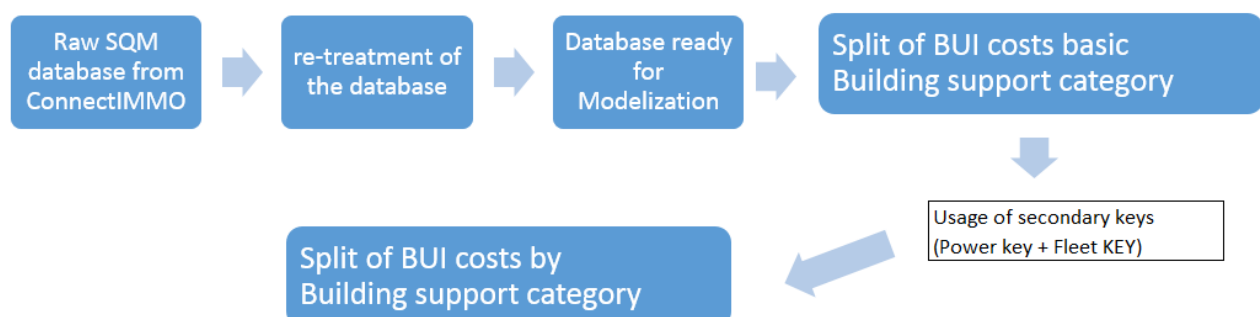 Raw SQM
database from
ConnectIMMO
re-treatment of
the database
Database ready
for
Modelization
Split of BUI costs basic
Building support category
Usage of secondary keys
(Power key + Fleet KEY)
Split of BUI costs by
Building support category